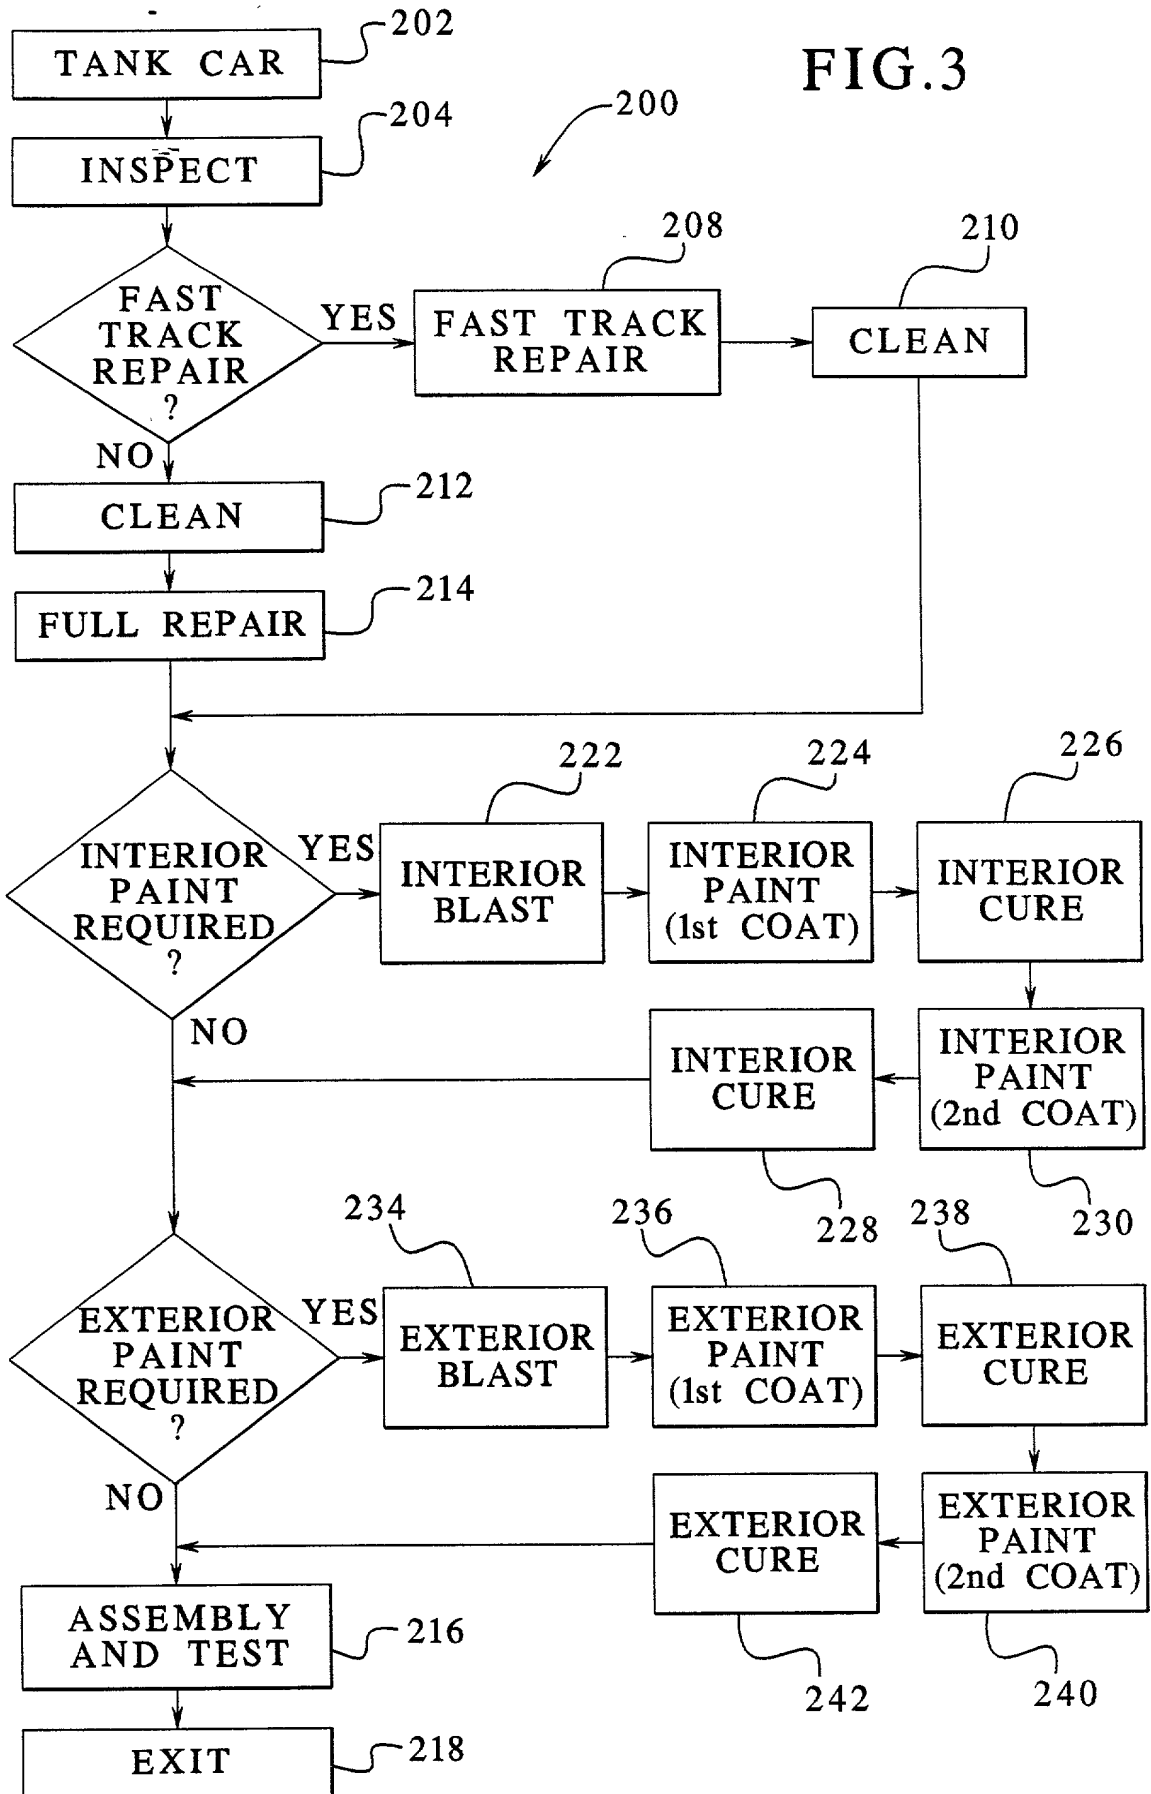 202
TANK CAR
FIG.3
200
204
INSPECT
208
210
FAST
TRACK
REPAIR
?
YES
FAST TRACK
REPAIR
CLEAN
NO
212
CLEAN
214
FULL REPAIR
222
224
226
INTERIOR
PAINT
REQUIRED
?
YES
INTERIOR
BLAST
INTERIOR
PAINT
(1st COAT)
INTERIOR
CURE
NO
INTERIOR
CURE
INTERIOR
PAINT
(2nd COAT)
228
230
234
236
238
EXTERIOR
PAINT
REQUIRED
?
YES
EXTERIOR
BLAST
EXTERIOR
PAINT
(1st COAT)
EXTERIOR
CURE
NO
EXTERIOR
CURE
EXTERIOR
PAINT
(2nd COAT)
242
240
ASSEMBLY
AND TEST
216
EXIT
218